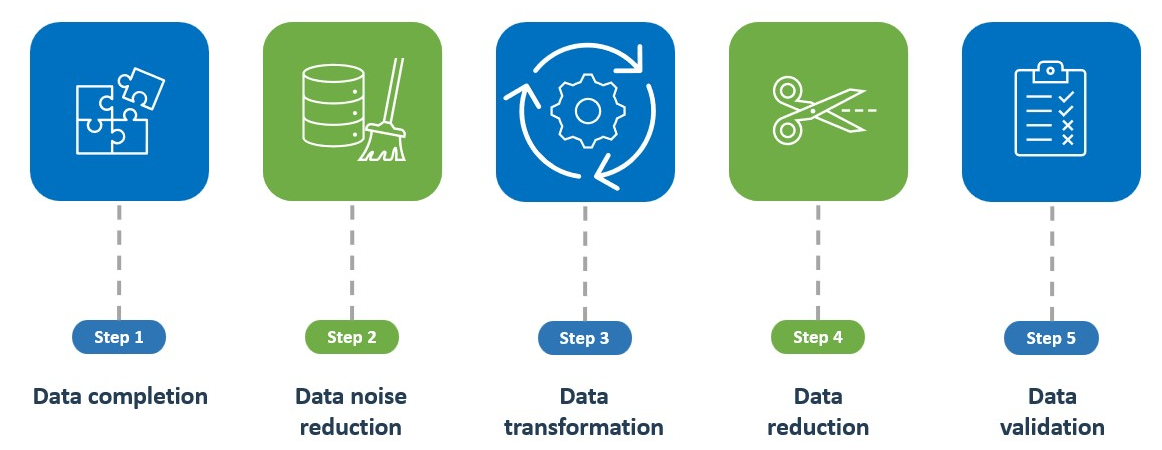 Step 1
Step 2
Step 3
Step 4
Step 5
Data completion
Data noise
reduction
Data
transformation
Data
reduction
Data
validation